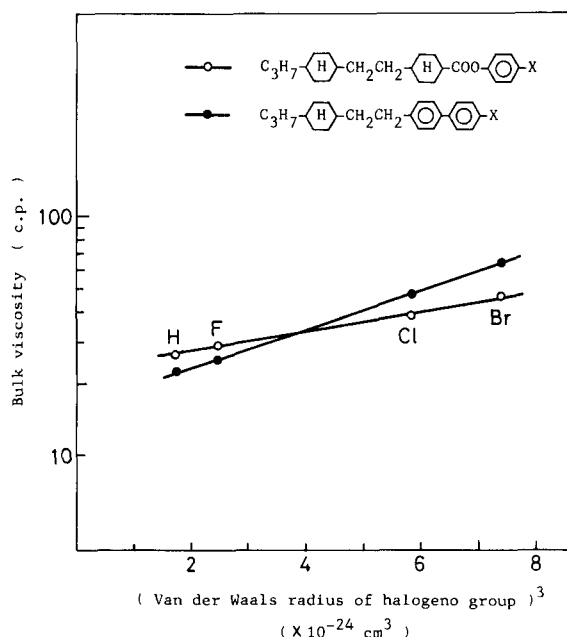 C3H7-H-CH2CH2-H-COO-X
C3H7-H-CH2CH2-X
Bulk viscosity ( c.p. )
100
10
H
F
Cl
Br
2
4
6
8
( Van der Waals radius of halogeno group )3
( X 10-24 cm3 )